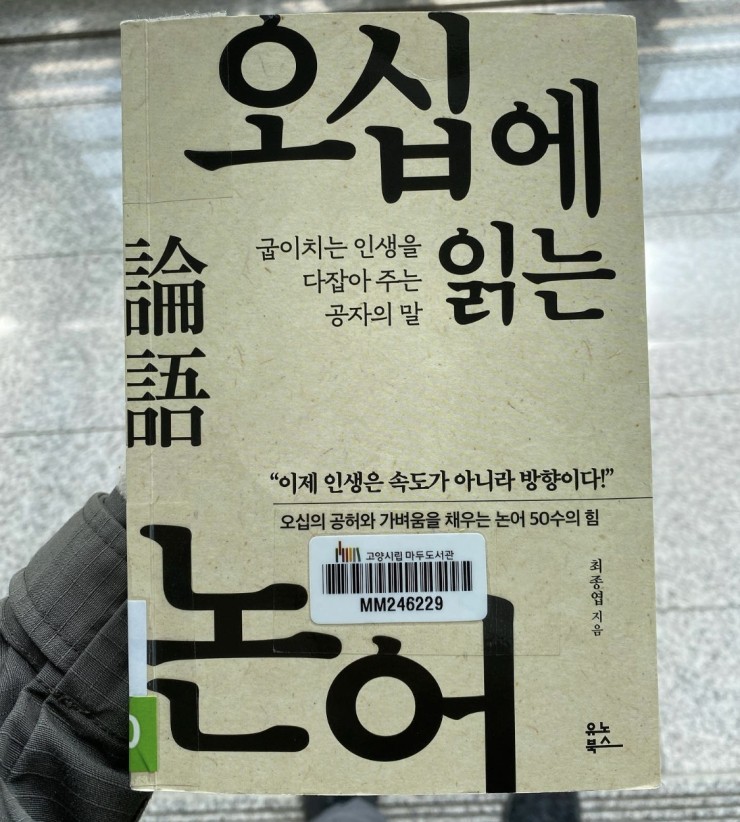 오십에
읽는
굽이치는 인생을
다잡아 주는
공자의 말
論語
“이제 인생은 속도가 아니라 방향이다!”
오십의 공허와 가벼움을 채우는 논어 50수의 힘
고양시립 마두도서관
MM246229
논어
최종엽 지음
유노
북스